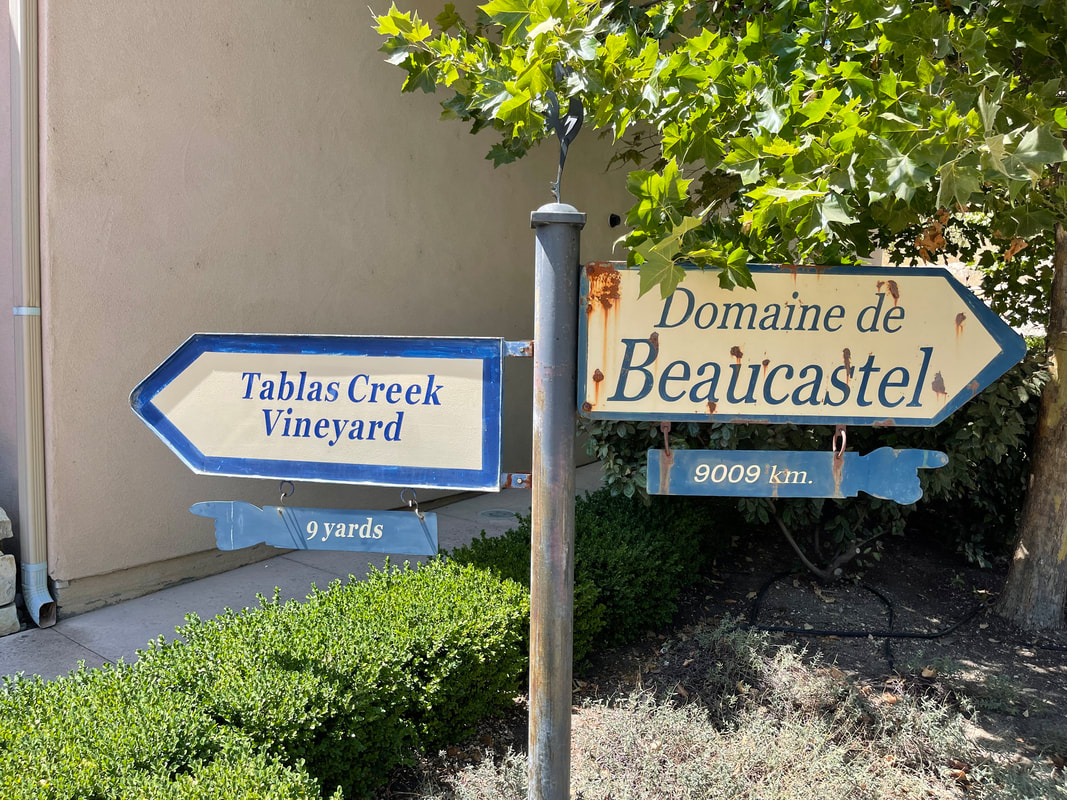 Tablas Creek
Vineyard
9 yards
Domaine de
Beaucastel
9009 km.